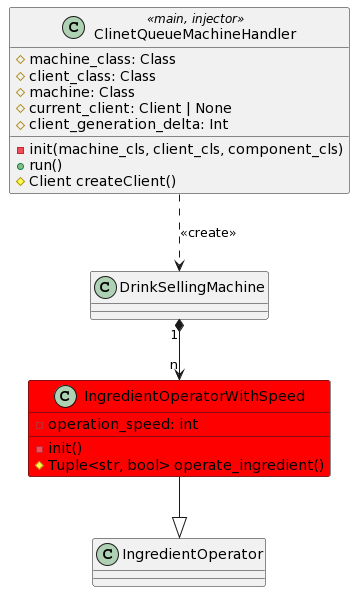 «main, injector»
C ClinetQueueMachineHandler
machine_class: Class
client_class: Class
machine: Class
current_client: Client | None
client_generation_delta: Int
init(machine_cls, client_cls, component_cls)
run()
Client createClient()
«create»
C DrinkSellingMachine
1
n
C IngredientOperatorWithSpeed
operation_speed: int
init()
Tuple<str, bool> operate_ingredient()
C IngredientOperator